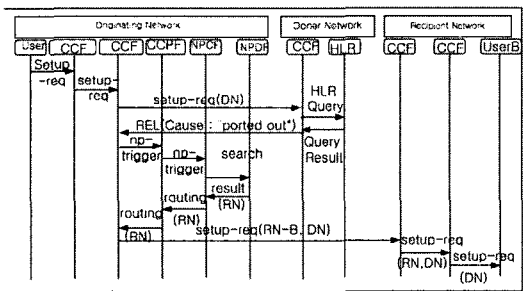 Originating Network
Donor Network
Recipient Network
User
CCF
CCF
CCPF
NPCF
NPDF
CCF
HLR
CCF
CCF
UserB
Setup
-req
setup-
req
setup-req(DN)
HLR
Query
REL(Cause : "ported out")
Query
Result
np-
trigger
np-
trigger
search
result
(RN)
routing
(RN)
routing
(RN)
setup-req(RN-B, DN)
setup-req
(RN,DN)
setup-req
(DN)